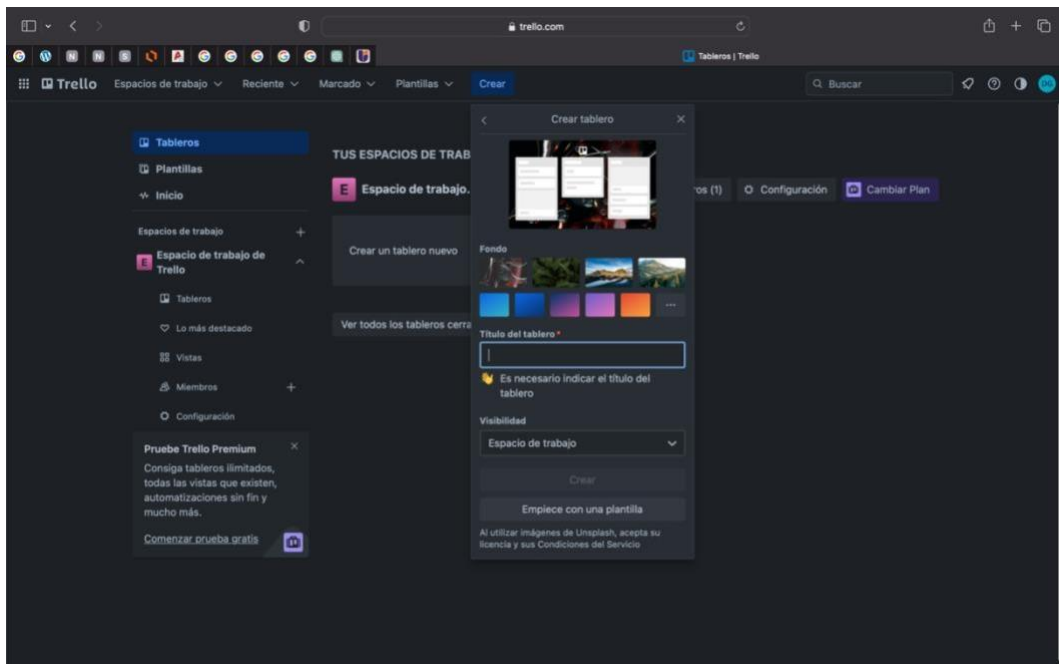 trello.com
Tableros | Trello
Trello
Espacios de trabajo
Reciente
Marcado
Plantillas
Crear
Buscar
DG
Tableros
Plantillas
Inicio
Espacios de trabajo
E
Espacio de trabajo de
Trello
Tableros
Lo más destacado
Vistas
Miembros
Configuración
Pruebe Trello Premium
Consiga tableros ilimitados,
todas las vistas que existen,
automatizaciones sin fin y
mucho más.
Comenzar prueba gratis
TUS ESPACIOS DE TRAB
E Espacio de trabajo.
ros (1)
Configuración
Cambiar Plan
Crear un tablero nuevo
Ver todos los tableros cerra
Crear tablero
Fondo
Título del tablero *
Es necesario indicar el título del
tablero
Visibilidad
Espacio de trabajo
Crear
Empiece con una plantilla
Al utilizar imágenes de Unsplash, acepta su
licencia y sus Condiciones del Servicio